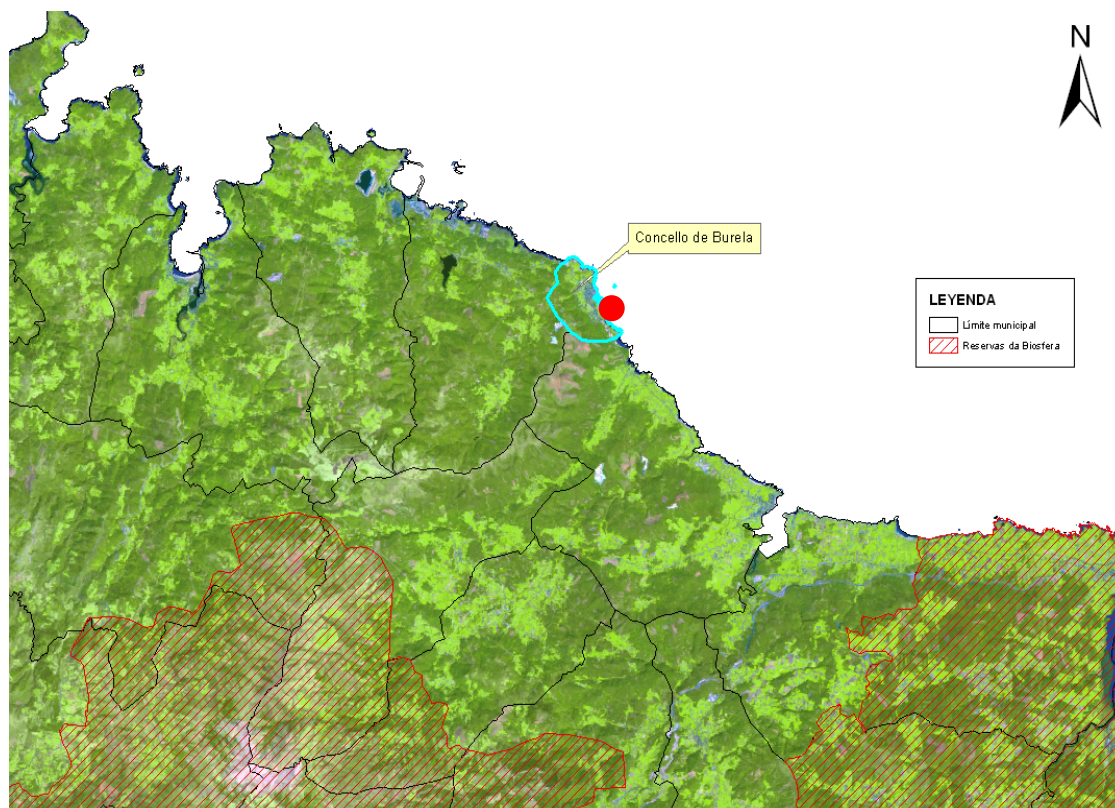 N
Concello de Burela
LEYENDA
Límite municipal
Reservas da Biosfera